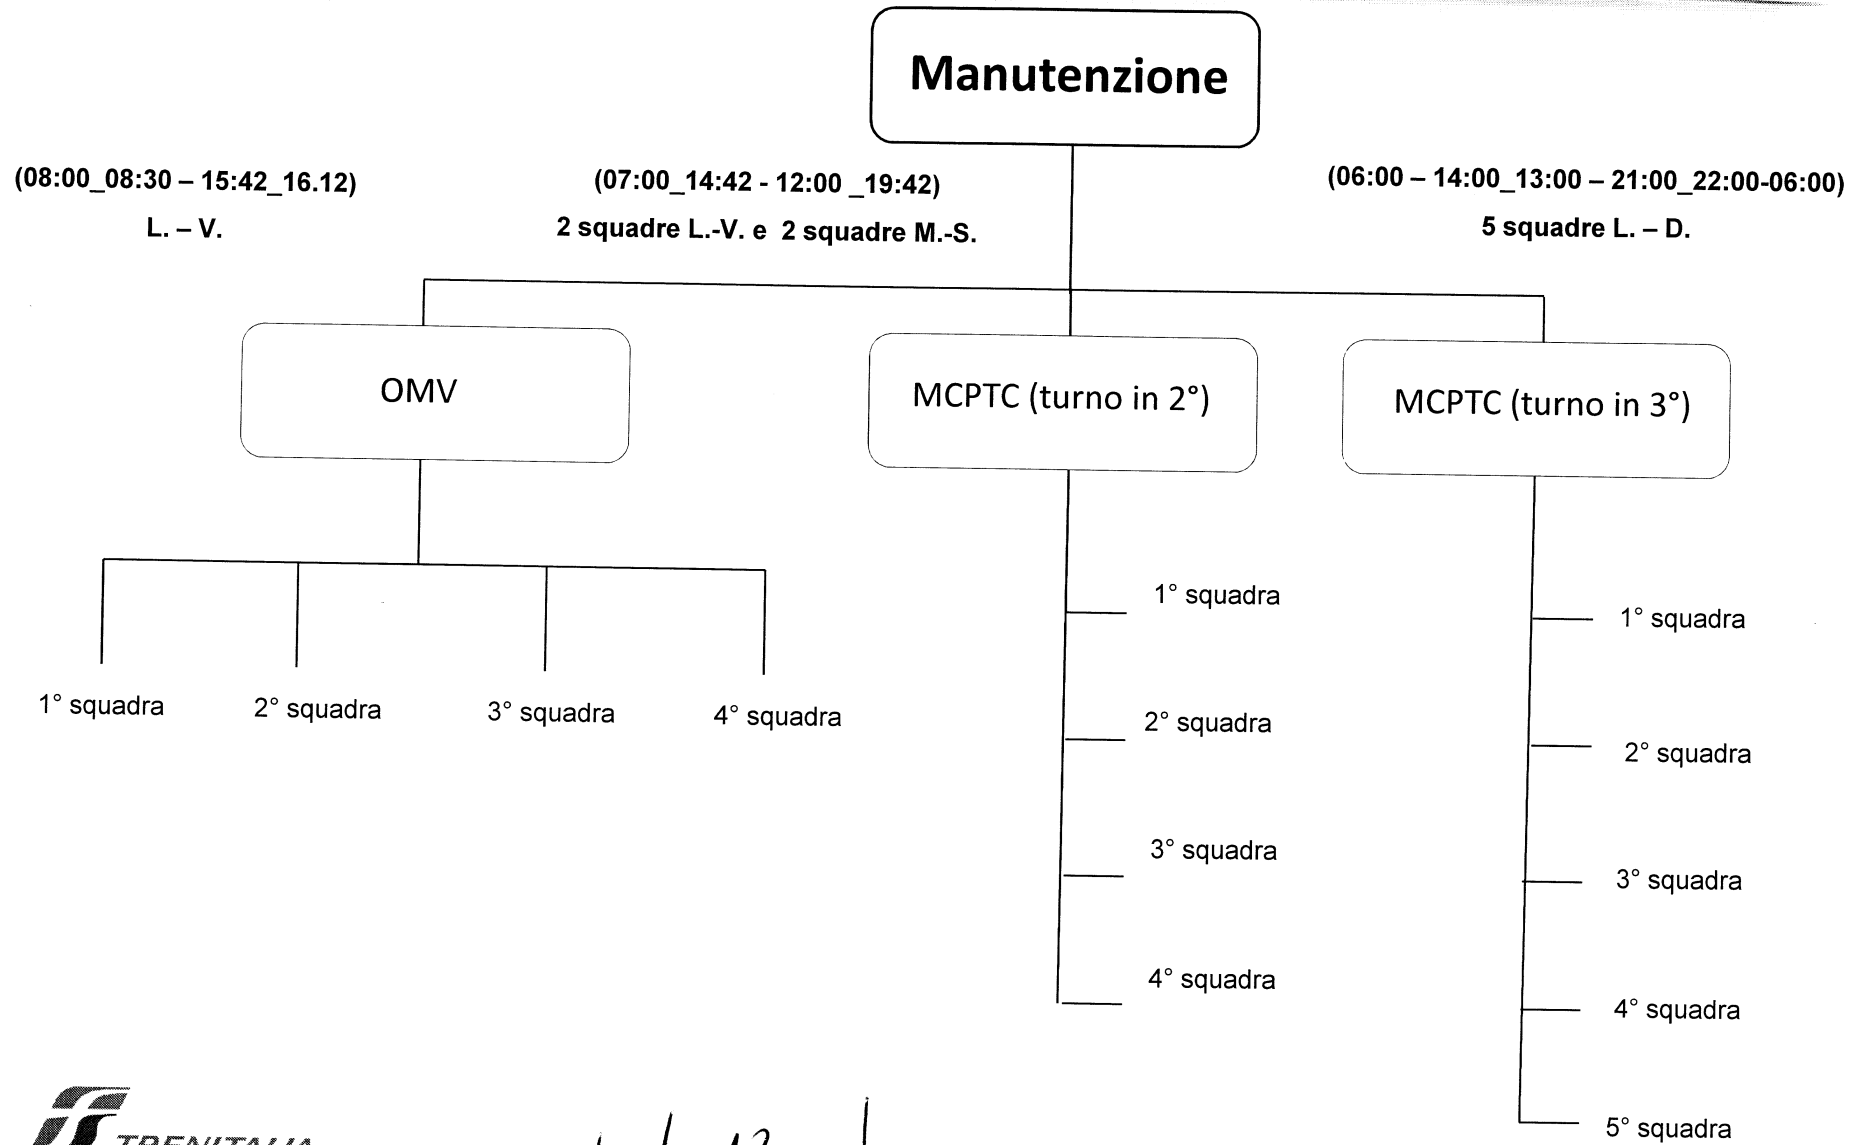 Manutenzione
(08:00_08:30 – 15:42_16.12)
L. – V.
(07:00_14:42 - 12:00 _19:42)
2 squadre L.-V. e 2 squadre M.-S.
(06:00 – 14:00_13:00 – 21:00_22:00-06:00)
5 squadre L. – D.
OMV
MCPTC (turno in 2°)
MCPTC (turno in 3°)
1° squadra
2° squadra
3° squadra
4° squadra
1° squadra
2° squadra
3° squadra
4° squadra
1° squadra
2° squadra
3° squadra
4° squadra
5° squadra
TRENITALIA